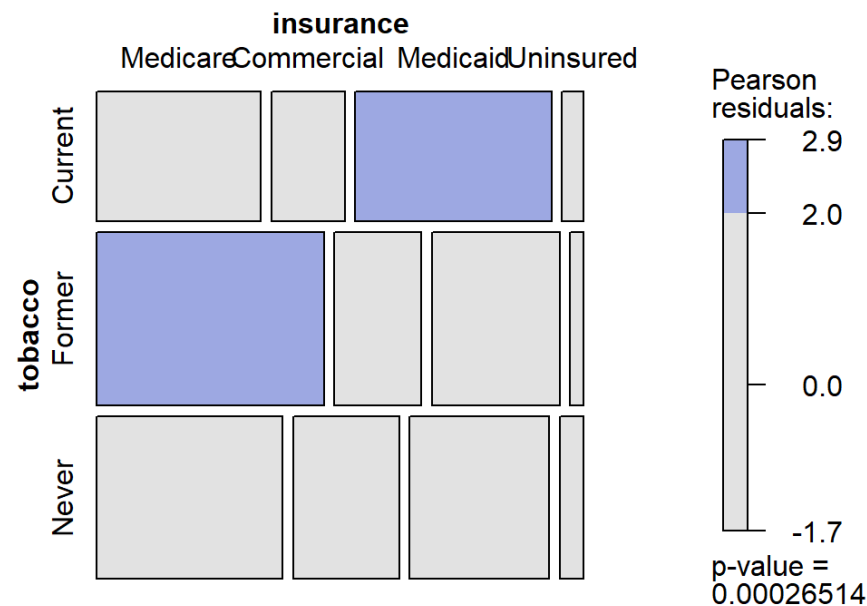 insurance
Medicare Commercial Medicaid Uninsured
tobacco
Current
Former
Never
Pearson
residuals:
2.9
2.0
0.0
-1.7
p-value =
0.00026514